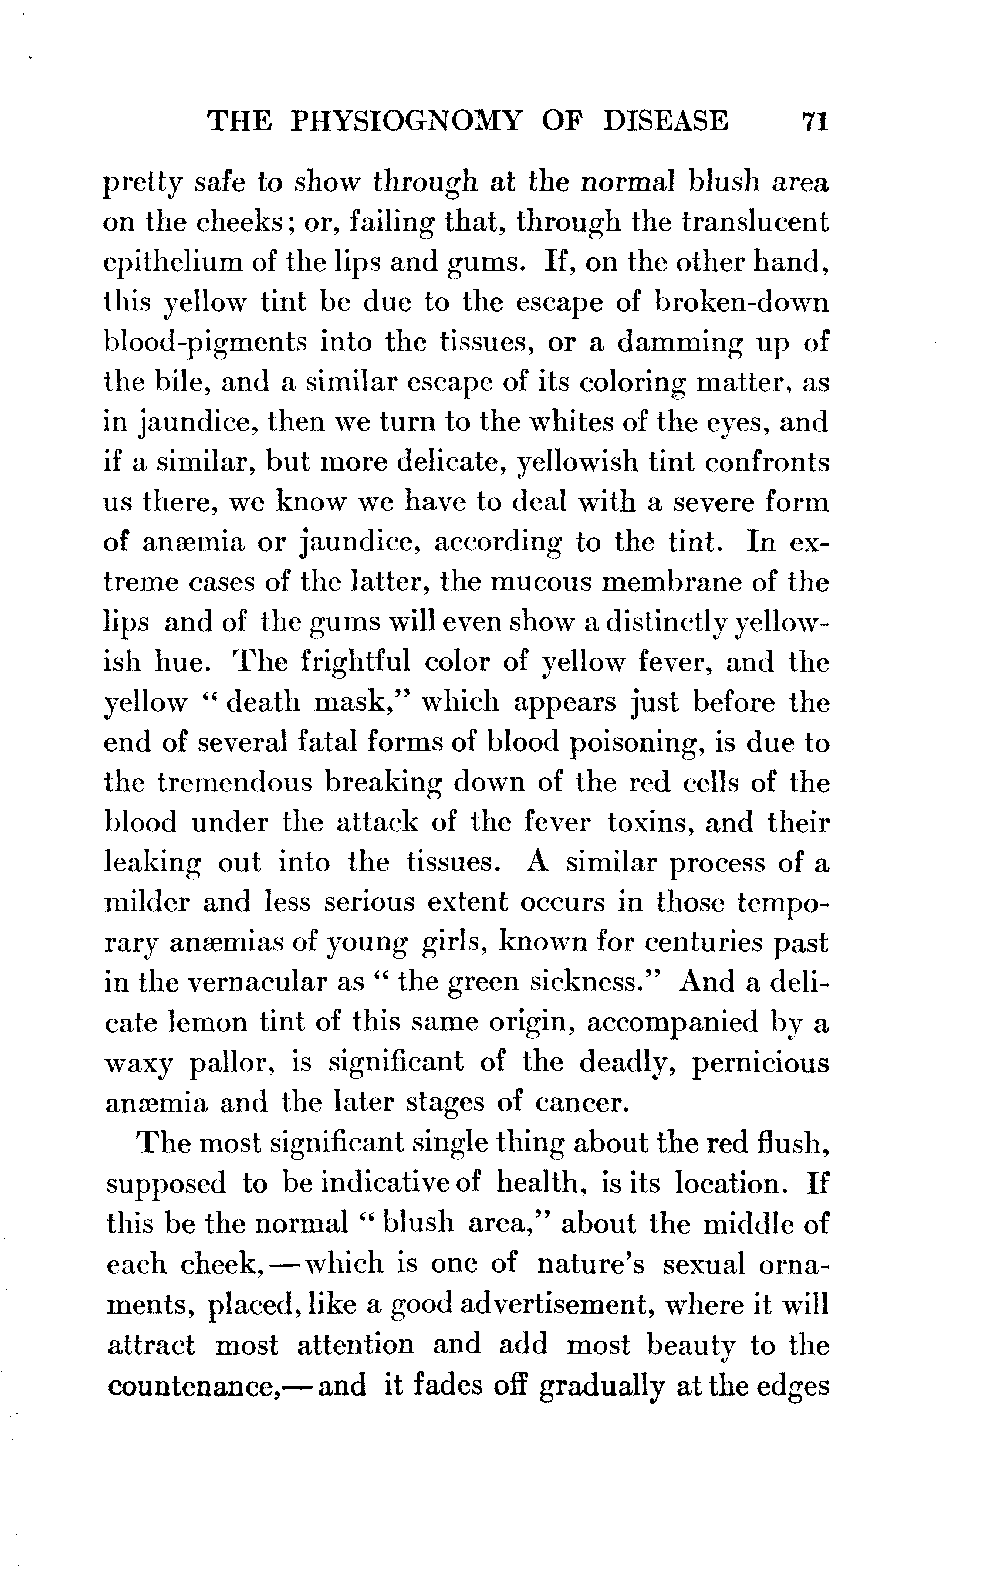 THE PHYSIOGNOMY OF DISEASE 71
pretty safe to show through at the normal blush area
on the cheeks; or, failing that, through the translucent
epithelium of the lips and gums. If, on the other hand,
this yellow tint be due to the escape of broken-down
blood-pigments into the tissues, or a damming up of
the bile, and a similar escape of its coloring matter, as
in jaundice, then we turn to the whites of the eyes, and
if a similar, but more delicate, yellowish tint confronts
us there, we know we have to deal with a severe form
of anæmia or jaundice, according to the tint. In ex-
treme cases of the latter, the mucous membrane of the
lips and of the gums will even show a distinctly yellow-
ish hue. The frightful color of yellow fever, and the
yellow “ death mask,” which appears just before the
end of several fatal forms of blood poisoning, is due to
the tremendous breaking down of the red cells of the
blood under the attack of the fever toxins, and their
leaking out into the tissues. A similar process of a
milder and less serious extent occurs in those tempo-
rary anæmias of young girls, known for centuries past
in the vernacular as “ the green sickness.” And a deli-
cate lemon tint of this same origin, accompanied by a
waxy pallor, is significant of the deadly, pernicious
anæmia and the later stages of cancer.
The most significant single thing about the red flush,
supposed to be indicative of health, is its location. If
this be the normal “ blush area,” about the middle of
each cheek,—which is one of nature’s sexual orna-
ments, placed, like a good advertisement, where it will
attract most attention and add most beauty to the
countenance,—and it fades off gradually at the edges